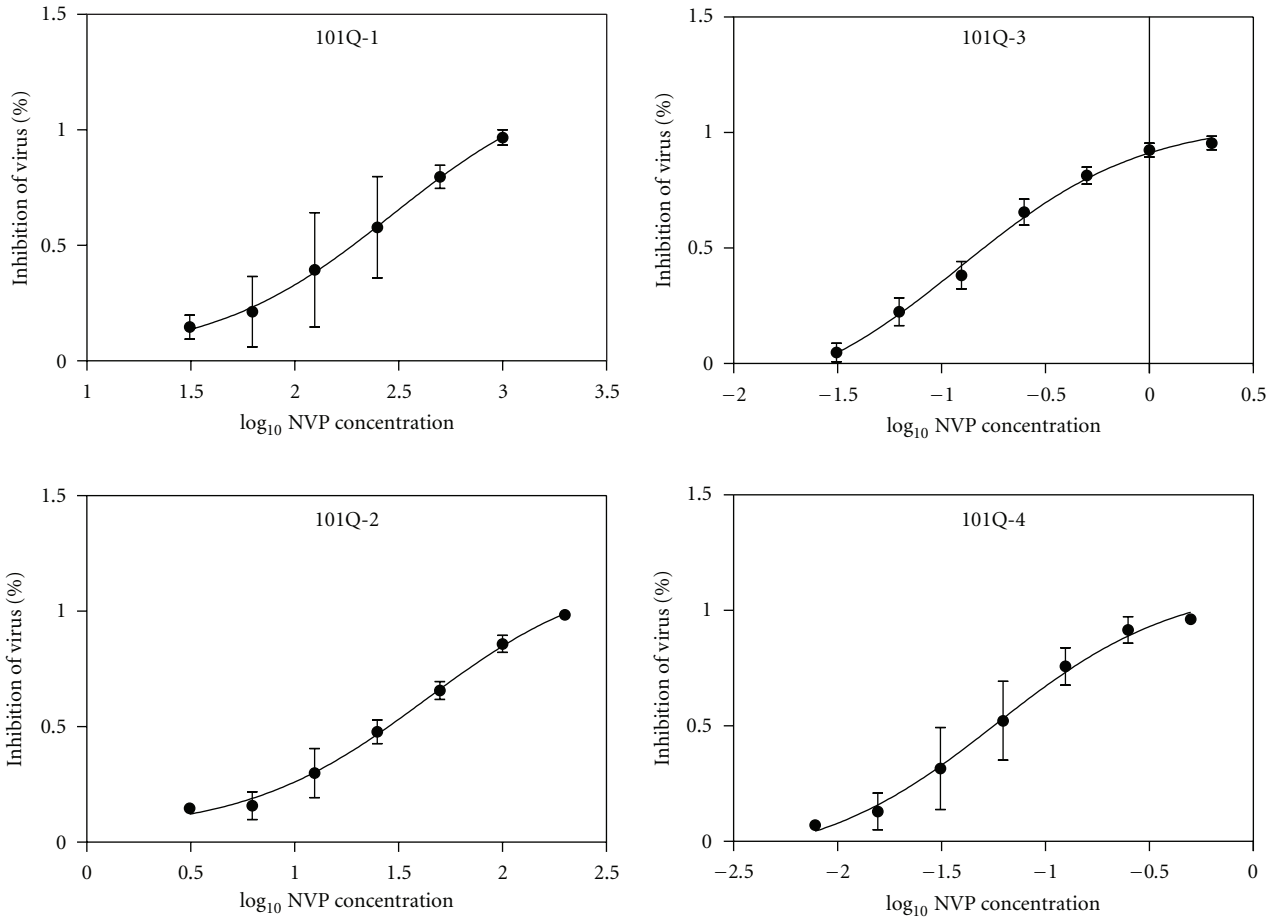 101Q-1
Inhibition of virus (%)
1.5
1
0.5
0
1 1.5 2 2.5 3 3.5
log₁₀ NVP concentration
101Q-3
Inhibition of virus (%)
1.5
1
0.5
0
−2 −1.5 −1 −0.5 0 0.5
log₁₀ NVP concentration
101Q-2
Inhibition of virus (%)
1.5
1
0.5
0
0 0.5 1 1.5 2 2.5
log₁₀ NVP concentration
101Q-4
Inhibition of virus (%)
1.5
1
0.5
0
−2.5 −2 −1.5 −1 −0.5 0
log₁₀ NVP concentration